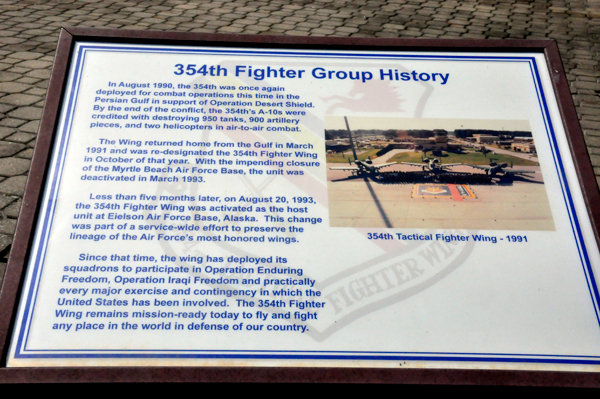 354th Fighter Group History
In August 1990, the 354th was once again
deployed for combat operations this time in the
Persian Gulf in support of Operation Desert Shield.
By the end of the conflict, the 354th's A-10s were
credited with destroying 950 tanks, 900 artillery
pieces, and two helicopters in air-to-air combat.
The Wing returned home from the Gulf in March
1991 and was re-designated the 354th Fighter Wing
in October of that year. With the impending closure
of the Myrtle Beach Air Force Base, the unit was
deactivated in March 1993.
Less than five months later, on August 20, 1993,
the 354th Fighter Wing was activated as the host
unit at Eielson Air Force Base, Alaska. This change
was part of a service-wide effort to preserve the
lineage of the Air Force's most honored wings.
Since that time, the wing has deployed its
squadrons to participate in Operation Enduring
Freedom, Operation Iraqi Freedom and practically
every major exercise and contingency in which the
United States has been involved. The 354th Fighter
Wing remains mission-ready today to fly and fight
any place in the world in defense of our country.
354th Tactical Fighter Wing - 1991
FIGHTER WING